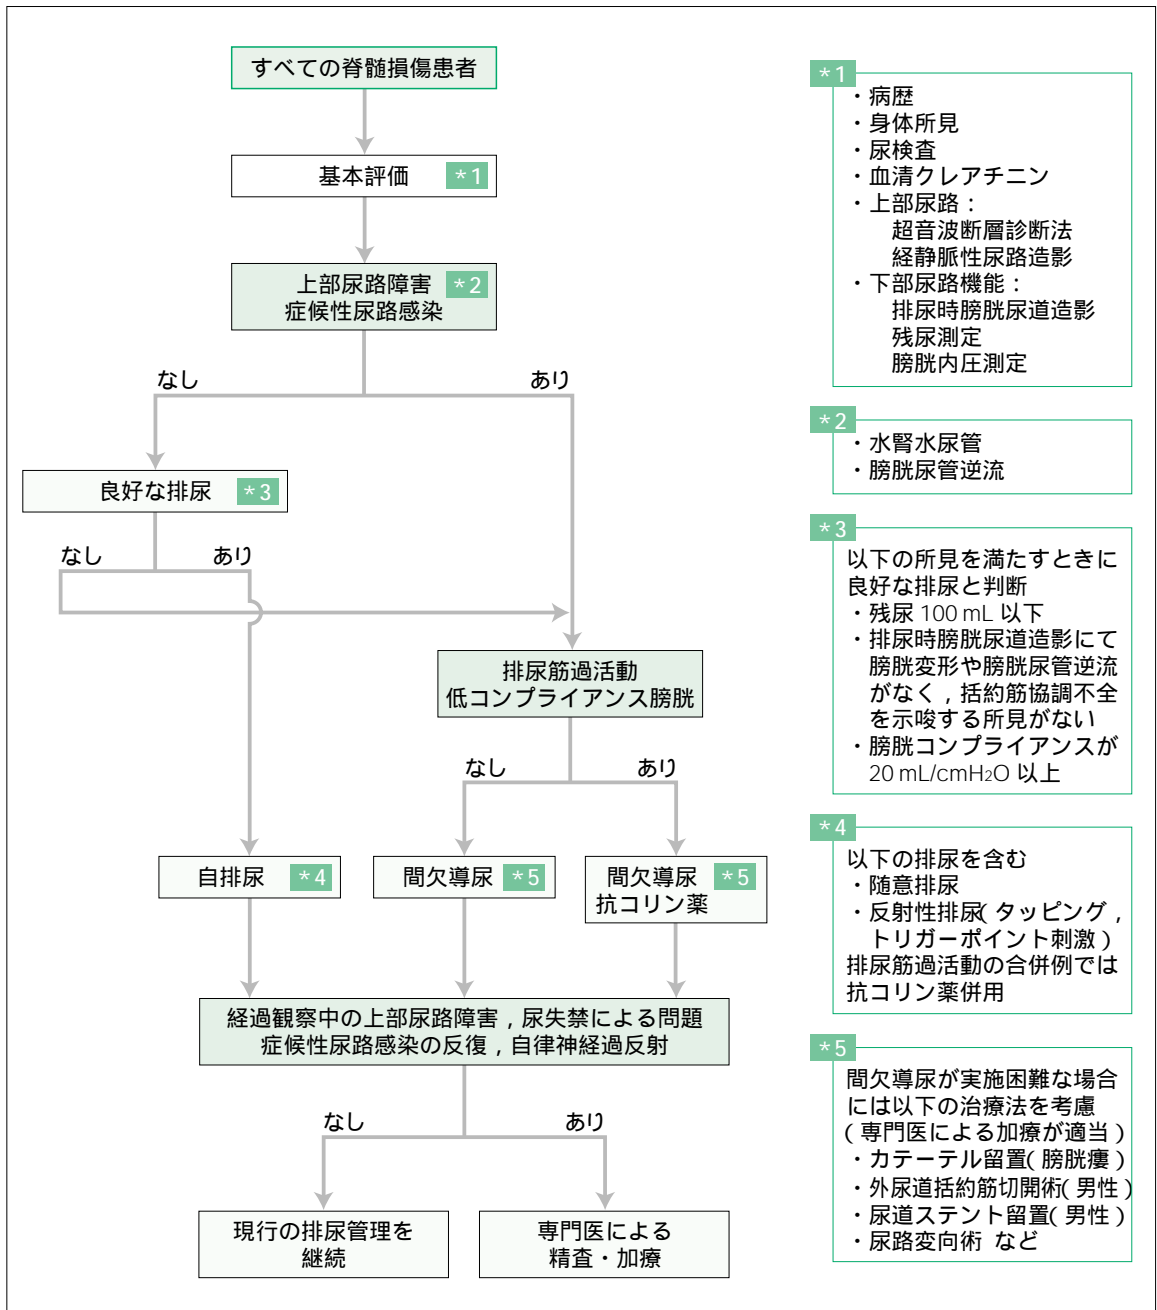 すべての脊髄損傷患者
基本評価 *1
上部尿路障害 *2
症候性尿路感染
なし
あり
良好な排尿 *3
なし
あり
排尿筋過活動
低コンプライアンス膀胱
なし
あり
自排尿 *4
間欠導尿 *5
間欠導尿 *5
抗コリン薬
経過観察中の上部尿路障害,尿失禁による問題
症候性尿路感染の反復,自律神経過反射
なし
あり
現行の排尿管理を
継続
専門医による
精査・加療
*1
・病歴
・身体所見
・尿検査
・血清クレアチニン
・上部尿路:
超音波断層診断法
経静脈性尿路造影
・下部尿路機能:
排尿時膀胱尿道造影
残尿測定
膀胱内圧測定
*2
・水腎水尿管
・膀胱尿管逆流
*3
以下の所見を満たすときに
良好な排尿と判断
・残尿 100 mL 以下
・排尿時膀胱尿道造影にて
膀胱変形や膀胱尿管逆流
がなく,括約筋協調不全
を示唆する所見がない
・膀胱コンプライアンスが
20 mL/cmH₂O 以上
*4
以下の排尿を含む
・随意排尿
・反射性排尿(タッピング,
トリガーポイント刺激)
排尿筋過活動の合併例では
抗コリン薬併用
*5
間欠導尿が実施困難な場合
には以下の治療法を考慮
(専門医による加療が適当)
・カテーテル留置(膀胱瘻)
・外尿道括約筋切開術(男性)
・尿道ステント留置(男性)
・尿路変向術 など